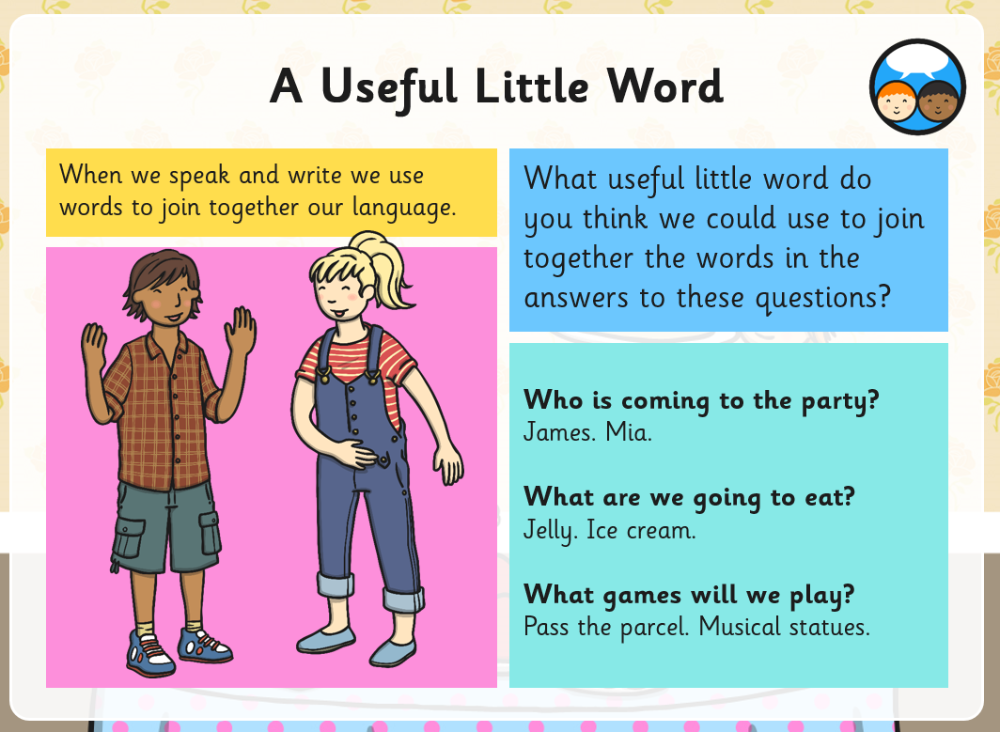 A Useful Little Word
When we speak and write we use
words to join together our language.
What useful little word do
you think we could use to join
together the words in the
answers to these questions?
Who is coming to the party?
James. Mia.
What are we going to eat?
Jelly. Ice cream.
What games will we play?
Pass the parcel. Musical statues.